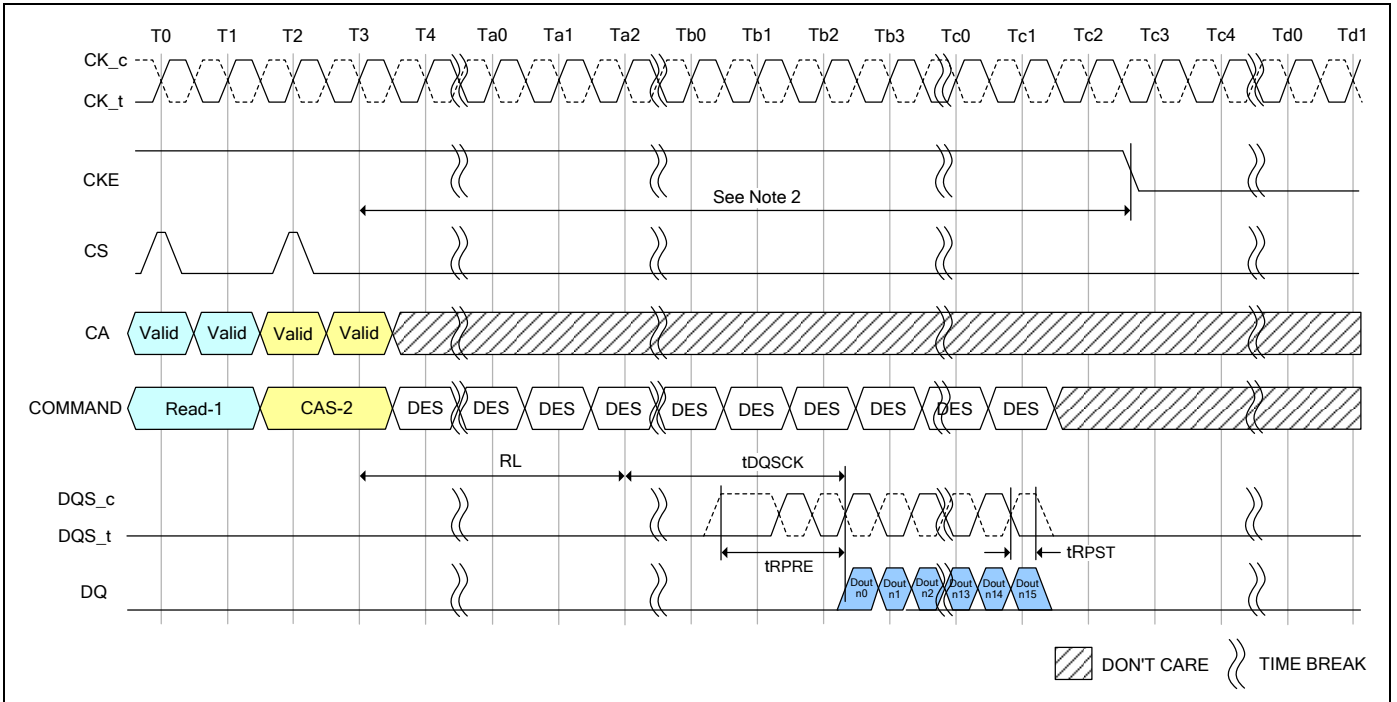 T0 T1 T2 T3 T4 Ta0 Ta1 Ta2 Tb0 Tb1 Tb2 Tb3 Tc0 Tc1 Tc2 Tc3 Tc4 Td0 Td1
CK_c
CK_t
CKE
See Note 2
CS
CA Valid Valid Valid Valid
COMMAND Read-1 CAS-2 DES DES DES DES DES DES DES DES DES DES
RL tDQSCK
DQS_c
DQS_t
tRPRE tRPST
DQ
Dout Dout Dout Dout Dout Dout
n0 n1 n2 n13 n14 n15
DON'T CARE TIME BREAK